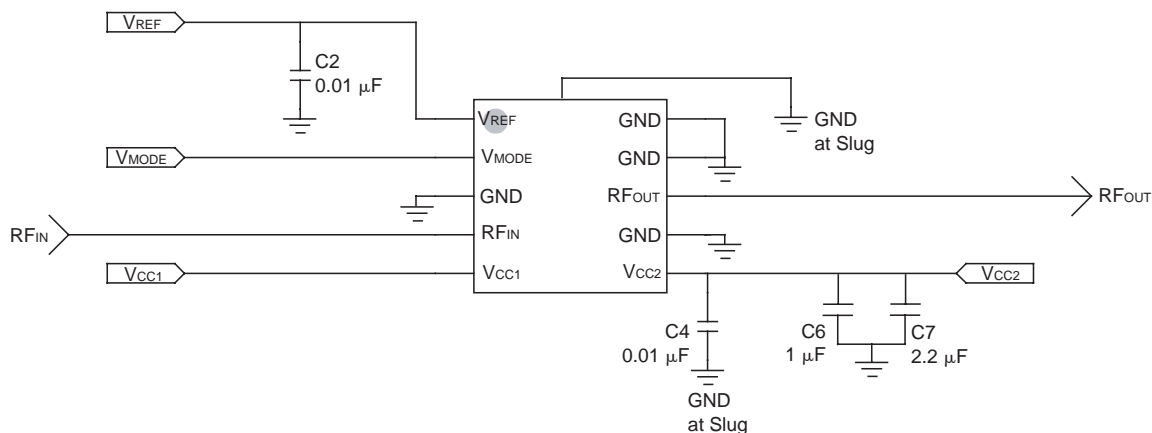 VREF
C2
0.01 μF
VREF
VMODE
GND
RFIN
VCC1
GND
GND
RFOUT
GND
VCC2
GND
at Slug
VMODE
RFIN
VCC1
RFOUT
VCC2
C4
0.01 μF
GND
at Slug
C6
1 μF
C7
2.2 μF